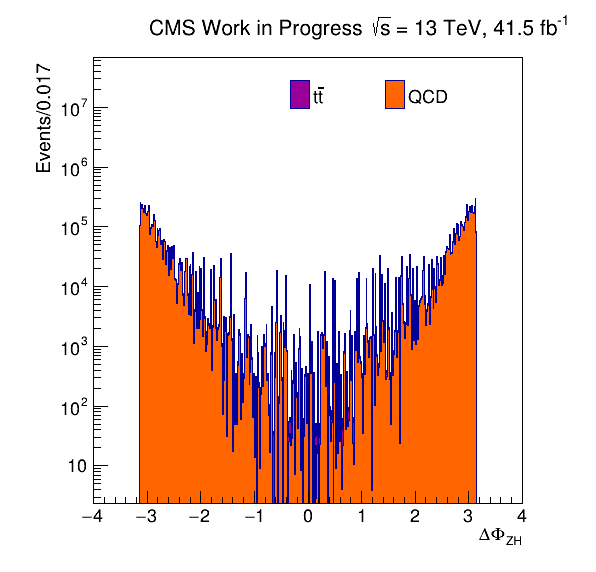 CMS Work in Progress √s = 13 TeV, 41.5 fb⁻¹
Events/0.017
tt̄
QCD
10⁷
10⁶
10⁵
10⁴
10³
10²
10
−4 −3 −2 −1 0 1 2 3 4
ΔΦ_ZH